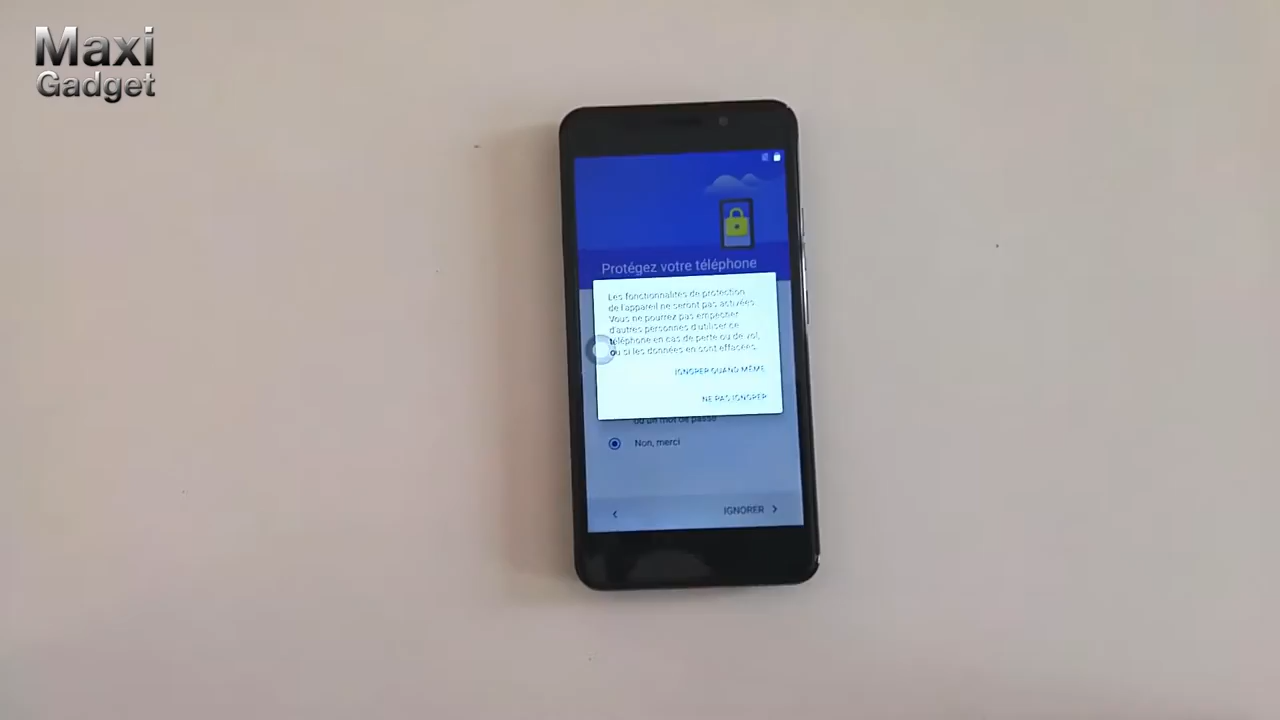 Maxi
Gadget
Protégez votre téléphone
Les fonctionnalités de protection
de l'appareil ne seront pas activées.
Vous ne pourrez pas empêcher
d'autres personnes d'utiliser ce
téléphone en cas de perte ou de vol,
ou si les données en sont effacées.
IGNORER QUAND MÊME
NE PAS IGNORER
ou un mot de passe
Non, merci
IGNORER